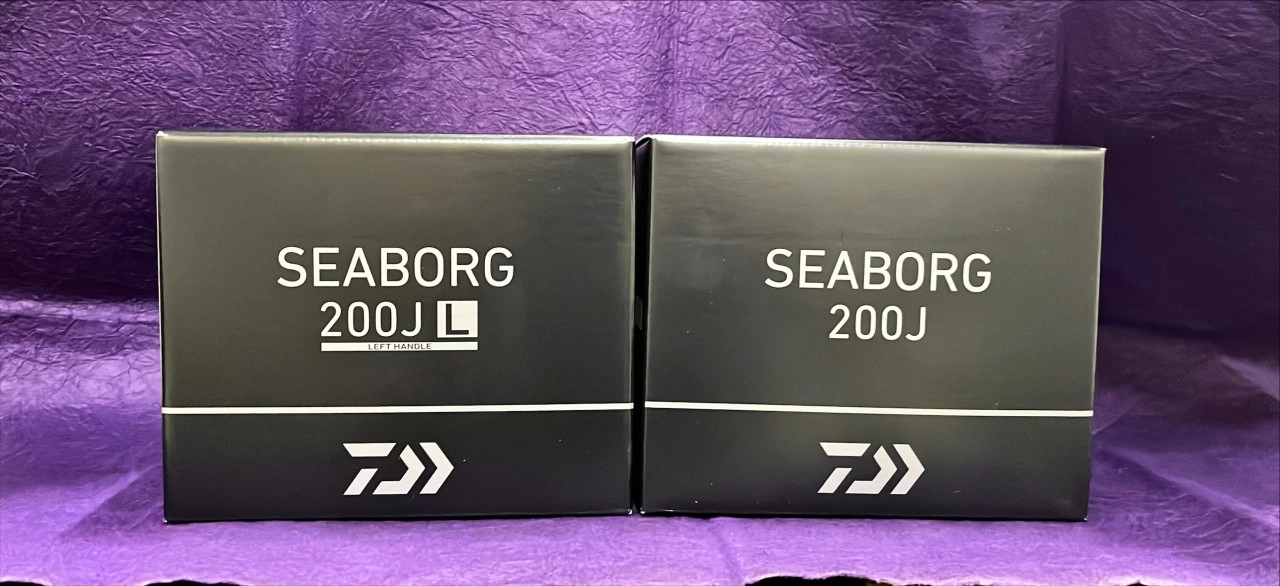 SEABORG
200J L
LEFT HANDLE
SEABORG
200J